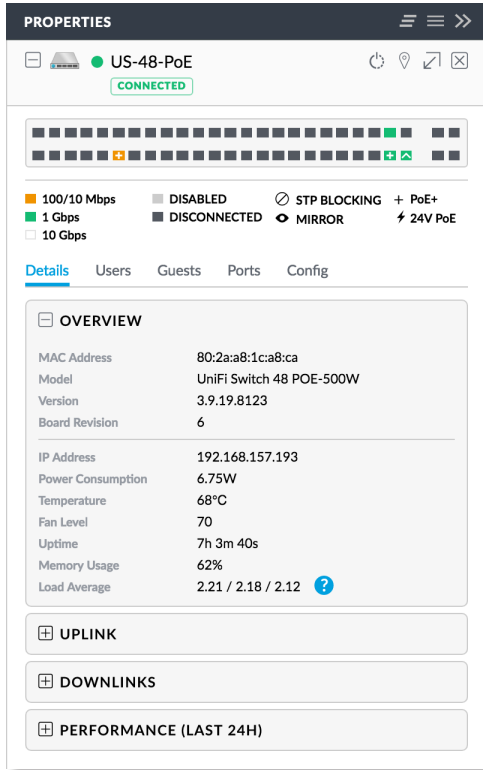 PROPERTIES
US-48-PoE
CONNECTED
100/10 Mbps DISABLED STP BLOCKING + PoE+
1 Gbps DISCONNECTED MIRROR 24V PoE
10 Gbps
Details Users Guests Ports Config
OVERVIEW
MAC Address 80:2a:a8:1c:a8:ca
Model UniFi Switch 48 POE-500W
Version 3.9.19.8123
Board Revision 6
IP Address 192.168.157.193
Power Consumption 6.75W
Temperature 68°C
Fan Level 70
Uptime 7h 3m 40s
Memory Usage 62%
Load Average 2.21 / 2.18 / 2.12 ?
UPLINK
DOWNLINKS
PERFORMANCE (LAST 24H)